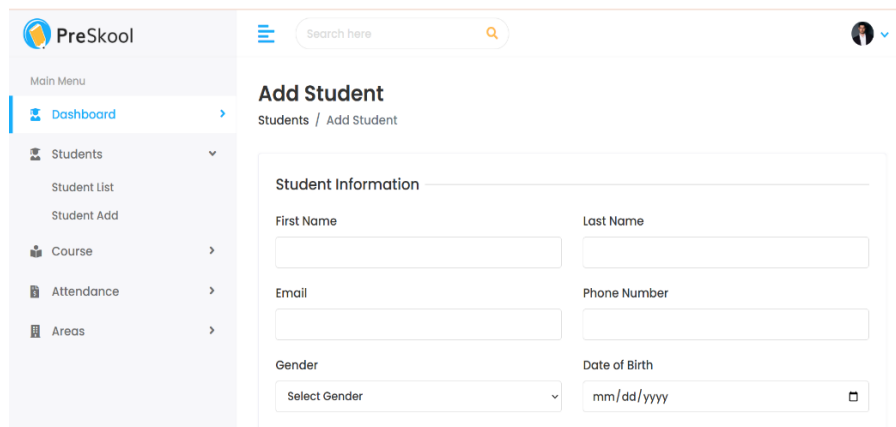 PreSkool
Search here
Main Menu
Dashboard
Students
Student List
Student Add
Course
Attendance
Areas
Add Student
Students / Add Student
Student Information
First Name
Last Name
Email
Phone Number
Gender
Date of Birth
Select Gender
mm/dd/yyyy